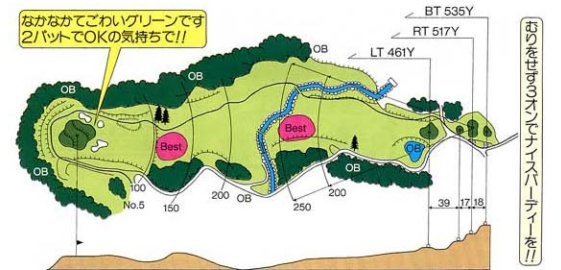 なかなかてごわいグリーンです
2パットでOKの気持ちで!!
BT 535Y
RT 517Y
LT 461Y
むりをせず3オンでナイスバーディーを!!
OB
OB
OB
OB
Best
Best
OB
OB
OB
OB
100
No.5
150
200
250
200
39
17
18